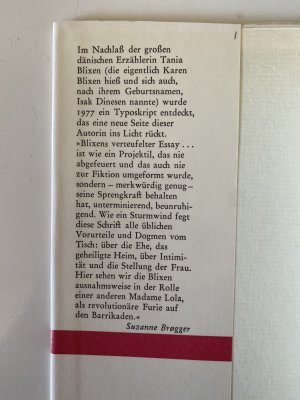 Im Nachlaß der großen
dänischen Erzählerin Tania
Blixen (die eigentlich Karen
Blixen hieß und sich auch,
nach ihrem Geburtsnamen,
Isak Dinesen nannte) wurde
1977 ein Typoskript entdeckt,
das eine neue Seite dieser
Autorin ins Licht rückt.
»Blixens verteufelter Essay . . .
ist wie ein Projektil, das nie
abgefeuert und das auch nie
zur Fiktion umgeformt wurde,
sondern – merkwürdig genug –
seine Sprengkraft behalten
hat, unterminierend, beunruhi-
gend. Wie ein Sturmwind fegt
diese Schrift alle üblichen
Vorurteile und Dogmen vom
Tisch: über die Ehe, das
geheiligte Heim, über Intimi-
tät und die Stellung der Frau.
Hier sehen wir die Blixen
ausnahmsweise in der Rolle
einer anderen Madame Lola,
als revolutionäre Furie auf
den Barrikaden.«
Suzanne Brøgger